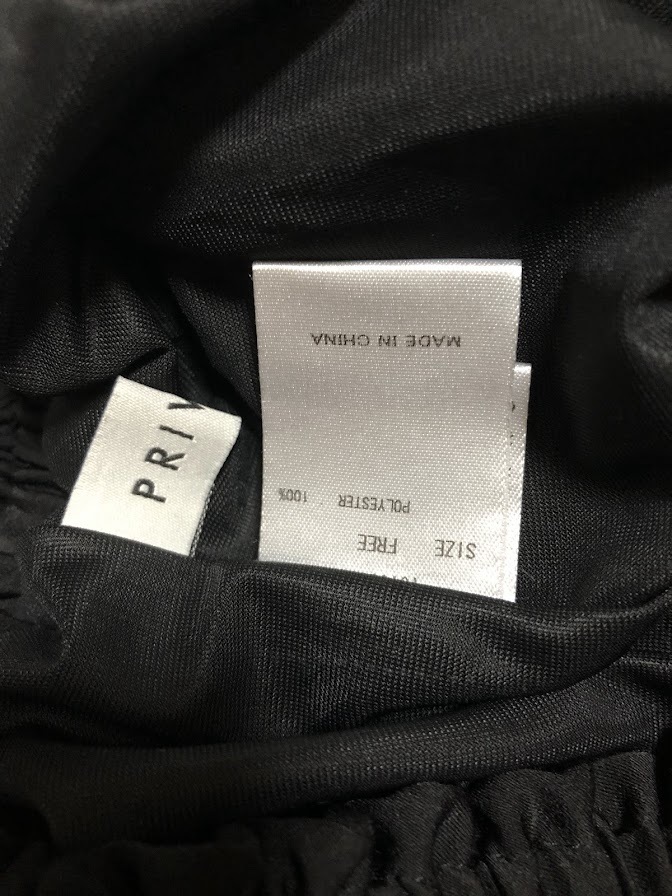 PRIV
SIZE FREE
POLYESTER 100%
MADE IN CHINA